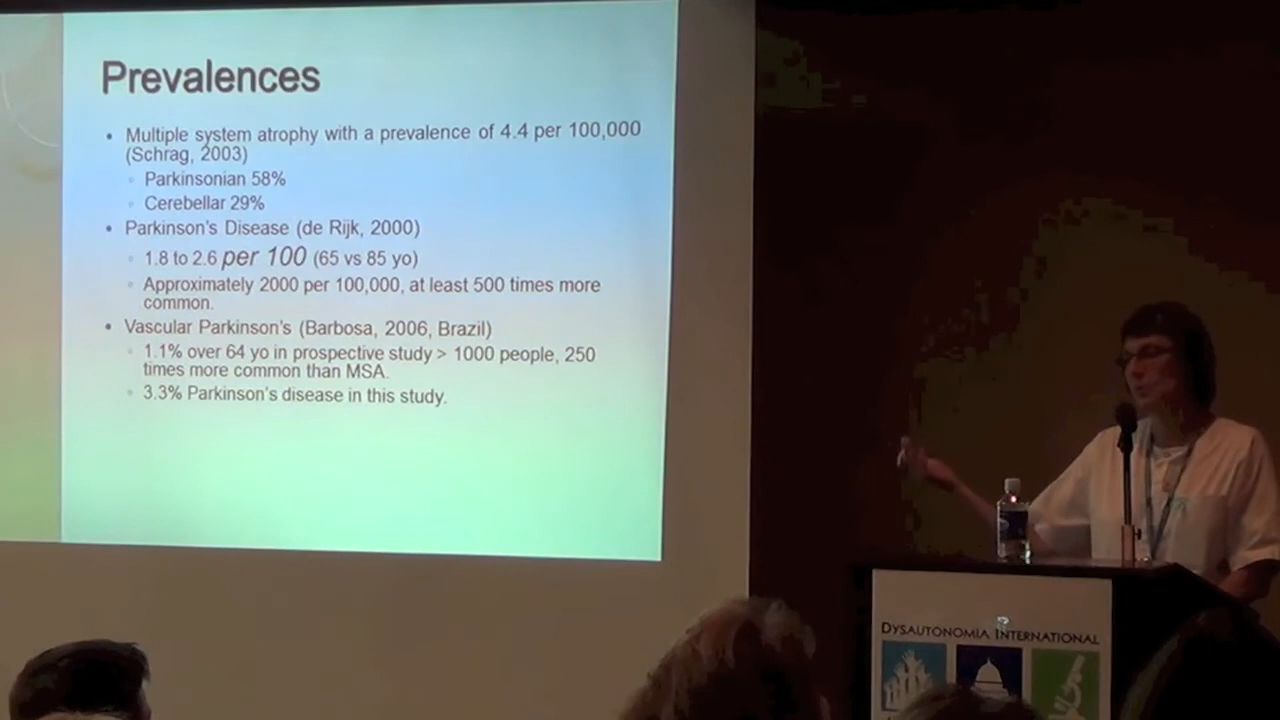 Prevalences
• Multiple system atrophy with a prevalence of 4.4 per 100,000
(Schrag, 2003)
◦ Parkinsonian 58%
◦ Cerebellar 29%
• Parkinson's Disease (de Rijk, 2000)
◦ 1.8 to 2.6 per 100 (65 vs 85 yo)
◦ Approximately 2000 per 100,000, at least 500 times more
common.
• Vascular Parkinson's (Barbosa, 2006, Brazil)
◦ 1.1% over 64 yo in prospective study > 1000 people, 250
times more common than MSA.
◦ 3.3% Parkinson's disease in this study.
DYSAUTONOMIA INTERNATIONAL